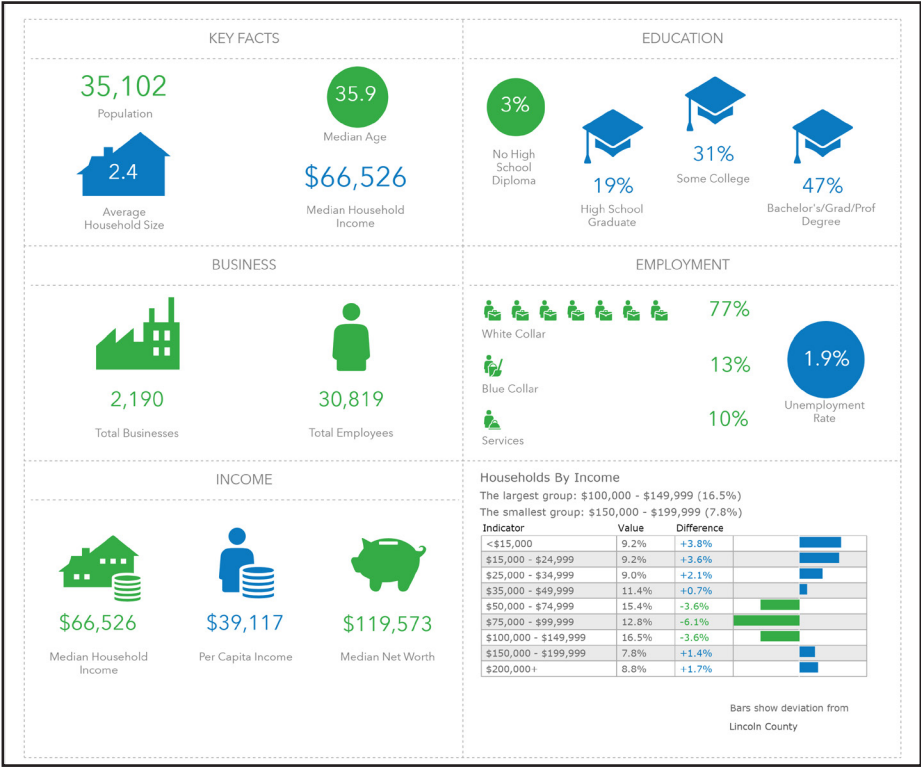 KEY FACTS
35,102
Population
35.9
Median Age
2.4
Average
Household Size
$66,526
Median Household
Income
EDUCATION
3%
No High
School
Diploma
19%
High School
Graduate
31%
Some College
47%
Bachelor's/Grad/Prof
Degree
BUSINESS
2,190
Total Businesses
30,819
Total Employees
EMPLOYMENT
77%
White Collar
13%
Blue Collar
10%
Services
1.9%
Unemployment
Rate
INCOME
$66,526
Median Household
Income
$39,117
Per Capita Income
$119,573
Median Net Worth
Households By Income
The largest group: $100,000 - $149,999 (16.5%)
The smallest group: $150,000 - $199,999 (7.8%)
Indicator Value Difference
<$15,000 9.2% +3.8%
$15,000 - $24,999 9.2% +3.6%
$25,000 - $34,999 9.0% +2.1%
$35,000 - $49,999 11.4% +0.7%
$50,000 - $74,999 15.4% -3.6%
$75,000 - $99,999 12.8% -6.1%
$100,000 - $149,999 16.5% -3.6%
$150,000 - $199,999 7.8% +1.4%
$200,000+ 8.8% +1.7%
Bars show deviation from
Lincoln County